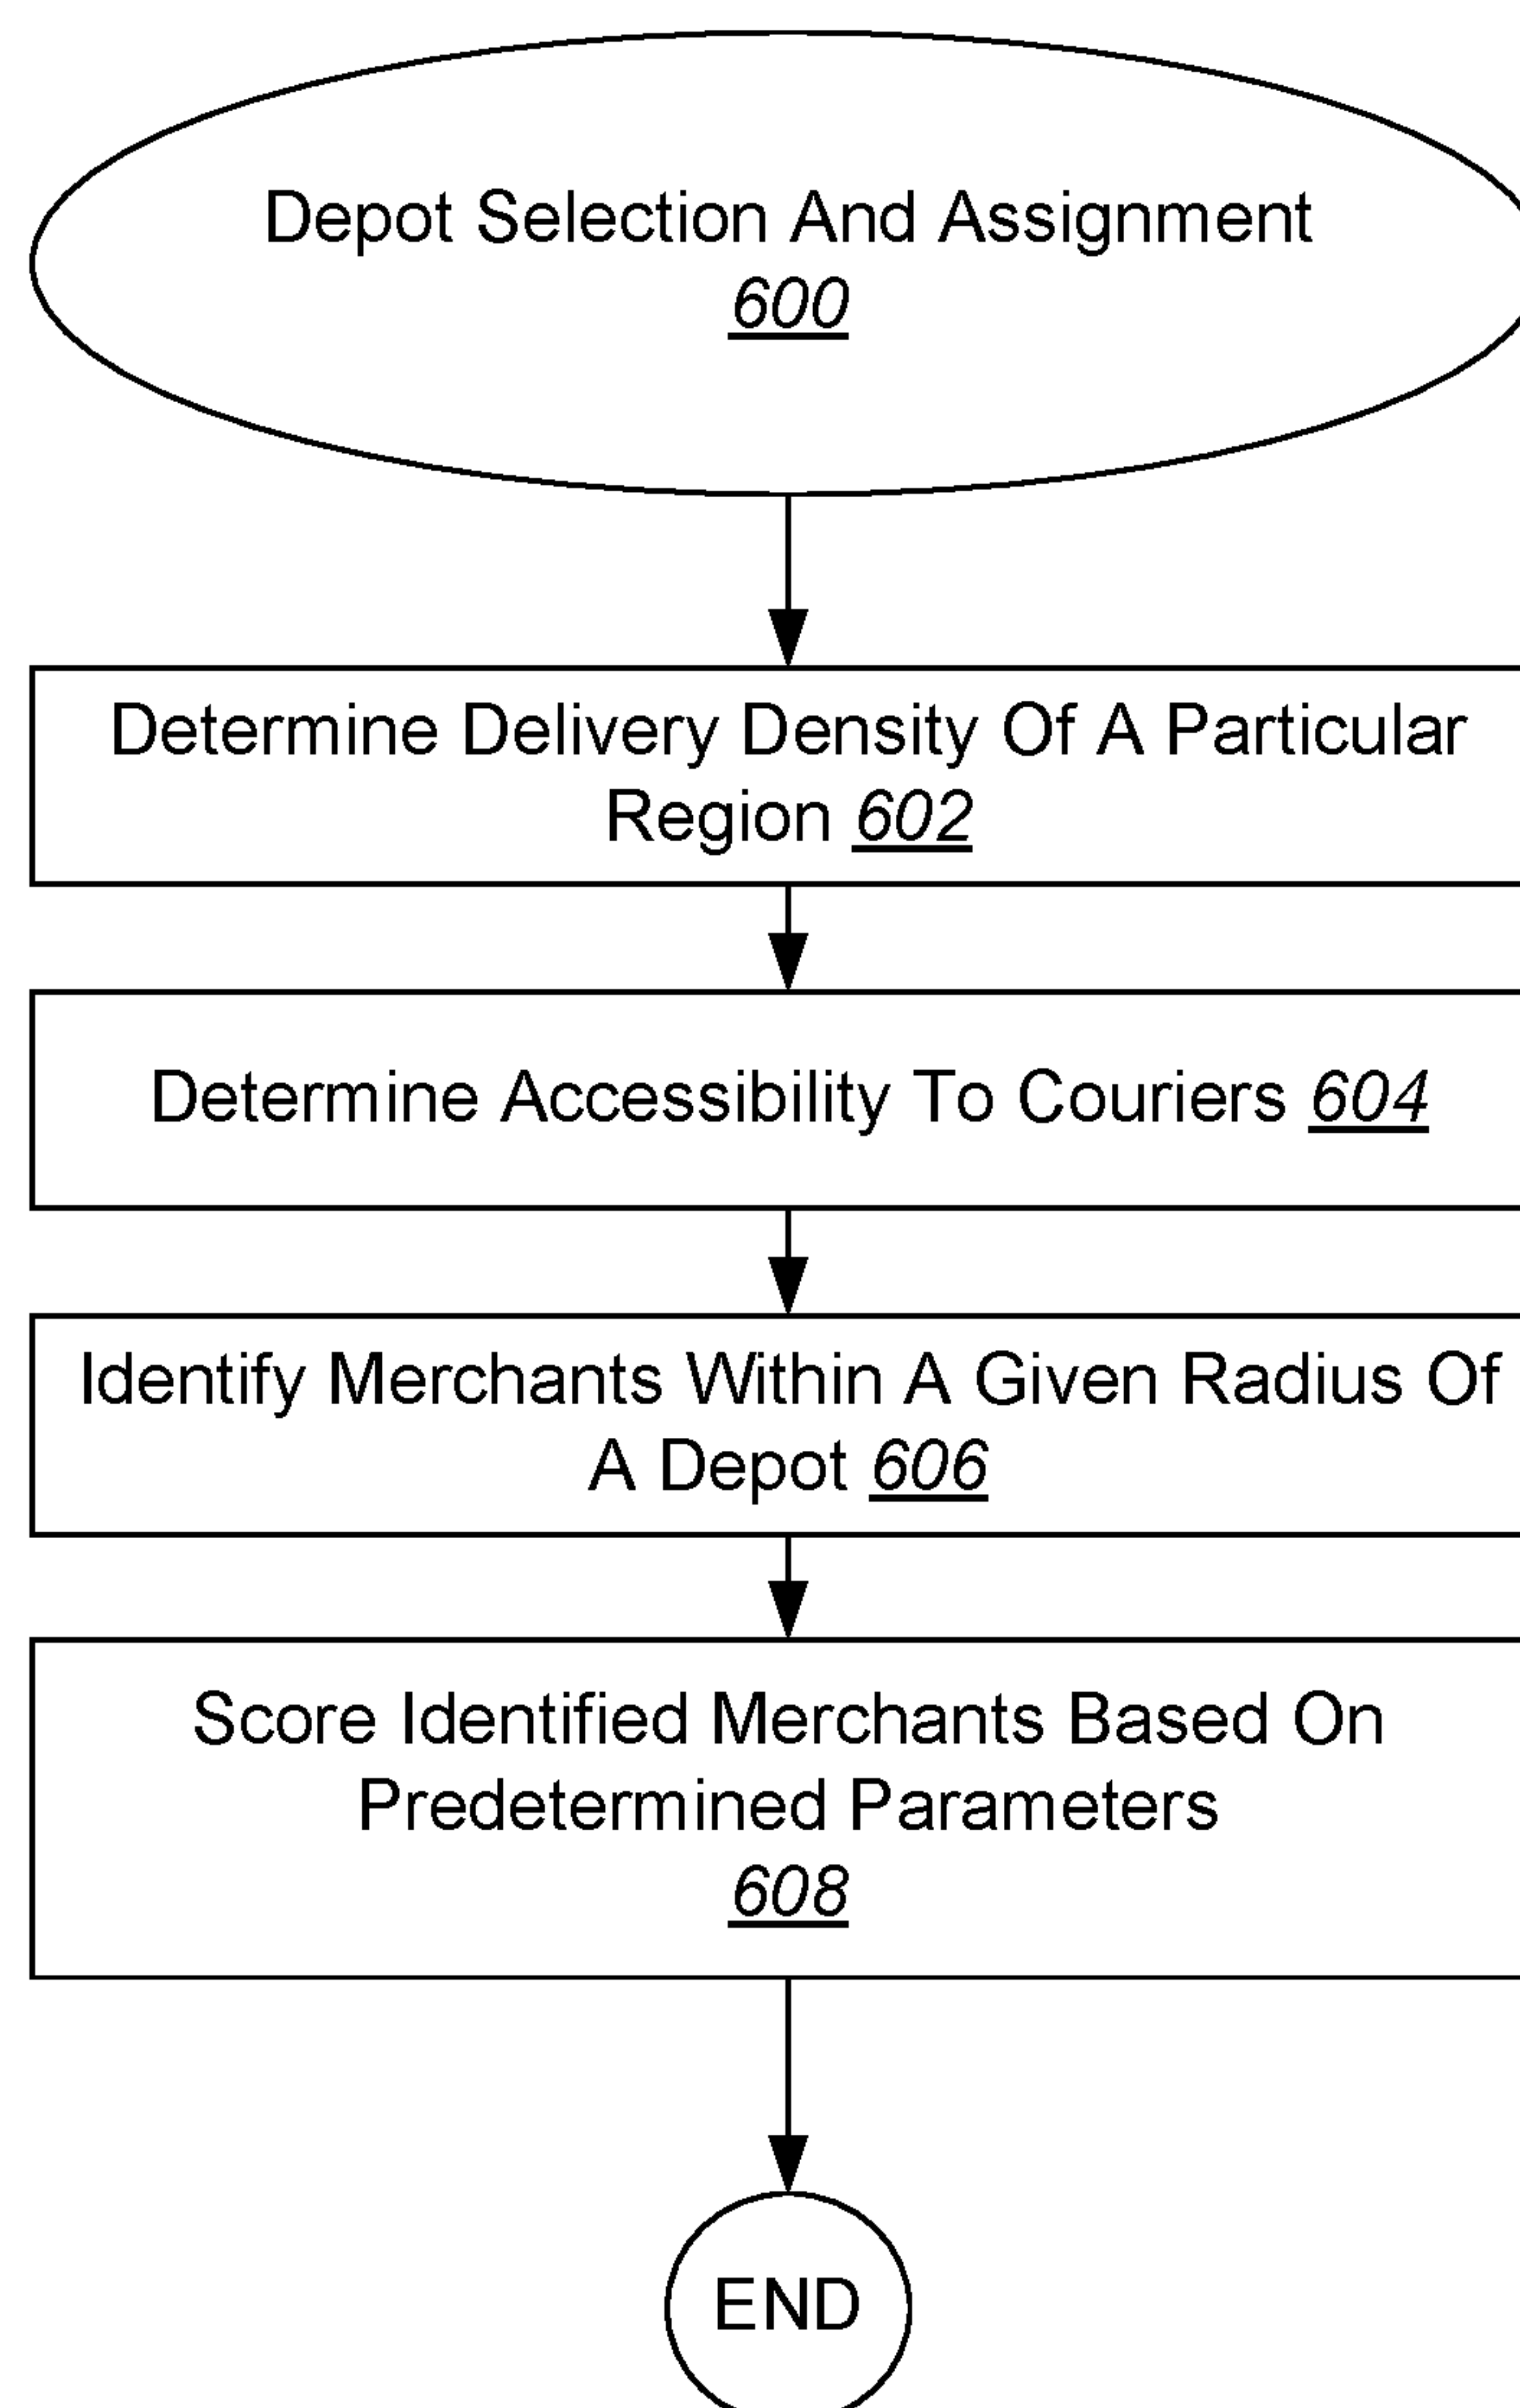 Depot Selection And Assignment
600
Determine Delivery Density Of A Particular
Region 602
Determine Accessibility To Couriers 604
Identify Merchants Within A Given Radius Of
A Depot 606
Score Identified Merchants Based On
Predetermined Parameters
608
END